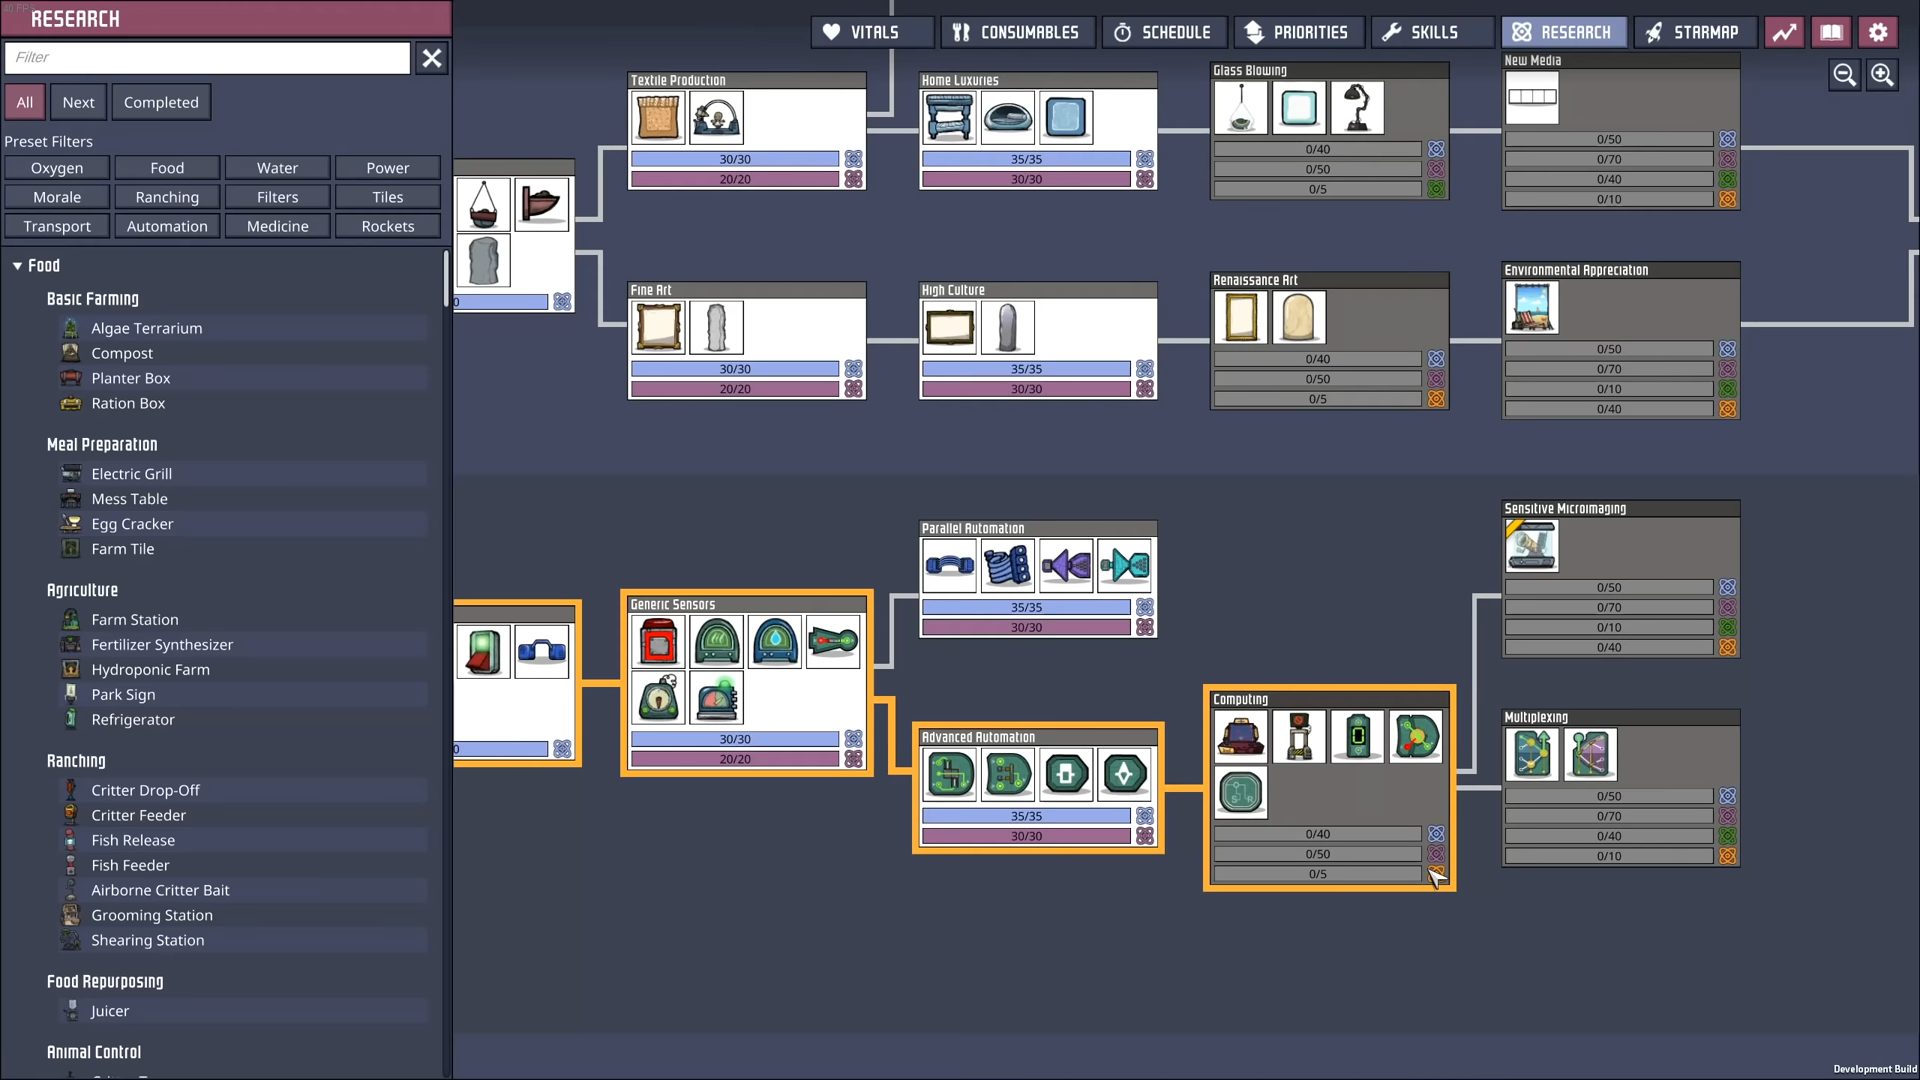 40 FPS
RESEARCH
VITALS
CONSUMABLES
SCHEDULE
PRIORITIES
SKILLS
RESEARCH
STARMAP
Filter
All
Next
Completed
Preset Filters
Oxygen
Food
Water
Power
Morale
Ranching
Filters
Tiles
Transport
Automation
Medicine
Rockets
Food
Basic Farming
Algae Terrarium
Compost
Planter Box
Ration Box
Meal Preparation
Electric Grill
Mess Table
Egg Cracker
Farm Tile
Agriculture
Farm Station
Fertilizer Synthesizer
Hydroponic Farm
Park Sign
Refrigerator
Ranching
Critter Drop-Off
Critter Feeder
Fish Release
Fish Feeder
Airborne Critter Bait
Grooming Station
Shearing Station
Food Repurposing
Juicer
Animal Control
Textile Production
30/30
20/20
Home Luxuries
35/35
30/30
Glass Blowing
0/40
0/50
0/5
New Media
0/50
0/70
0/40
0/10
Fine Art
30/30
20/20
High Culture
35/35
30/30
Renaissance Art
0/40
0/50
0/5
Environmental Appreciation
0/50
0/70
0/10
0/40
Parallel Automation
35/35
30/30
Sensitive Microimaging
0/50
0/70
0/10
0/40
Generic Sensors
30/30
20/20
Advanced Automation
35/35
30/30
Computing
0/40
0/50
0/5
Multiplexing
0/50
0/70
0/40
0/10
Development Build